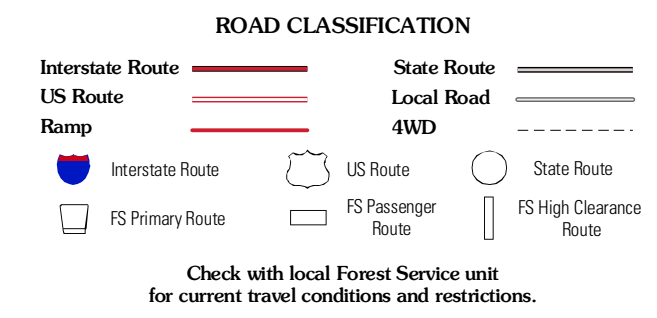 ROAD CLASSIFICATION
Interstate Route
State Route
US Route
Local Road
Ramp
4WD
Interstate Route
US Route
State Route
FS Primary Route
FS Passenger
Route
FS High Clearance
Route
Check with local Forest Service unit
for current travel conditions and restrictions.